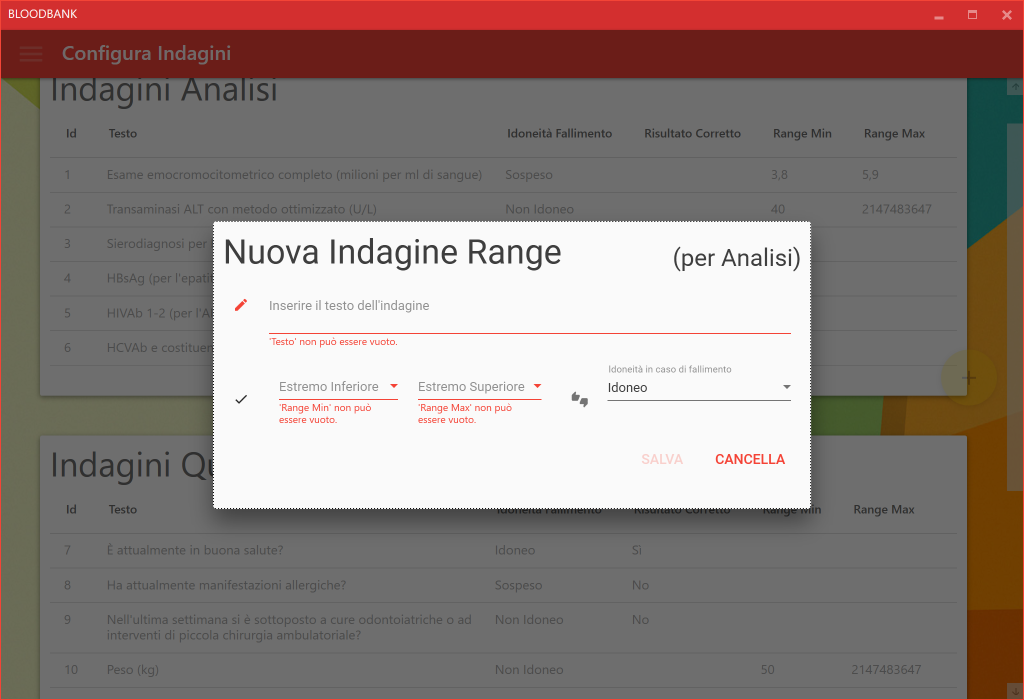 BLOODBANK
Configura Indagini
Indagini Analisi
Id Testo Idoneità Fallimento Risultato Corretto Range Min Range Max
1 Esame emocromocitometrico completo (milioni per ml di sangue) Sospeso 3,8 5,9
2 Transaminasi ALT con metodo ottimizzato (U/L) Non Idoneo 40 2147483647
3 Sierodiagnosi per
4 HBsAg (per l'epati
5 HIVAb 1-2 (per l'A
6 HCVAb e costituen
Nuova Indagine Range (per Analisi)
Inserire il testo dell'indagine
'Testo' non può essere vuoto.
Idoneità in caso di fallimento
Estremo Inferiore Estremo Superiore Idoneo
'Range Min' non può 'Range Max' non può
essere vuoto. essere vuoto.
SALVA CANCELLA
Indagini Qu
Id Testo Idoneità Fallimento Risultato Corretto Range Min Range Max
7 È attualmente in buona salute? Idoneo Sì
8 Ha attualmente manifestazioni allergiche? Sospeso No
9 Nell'ultima settimana si è sottoposto a cure odontoiatriche o ad Non Idoneo No
interventi di piccola chirurgia ambulatoriale?
10 Peso (kg) Non Idoneo 50 2147483647